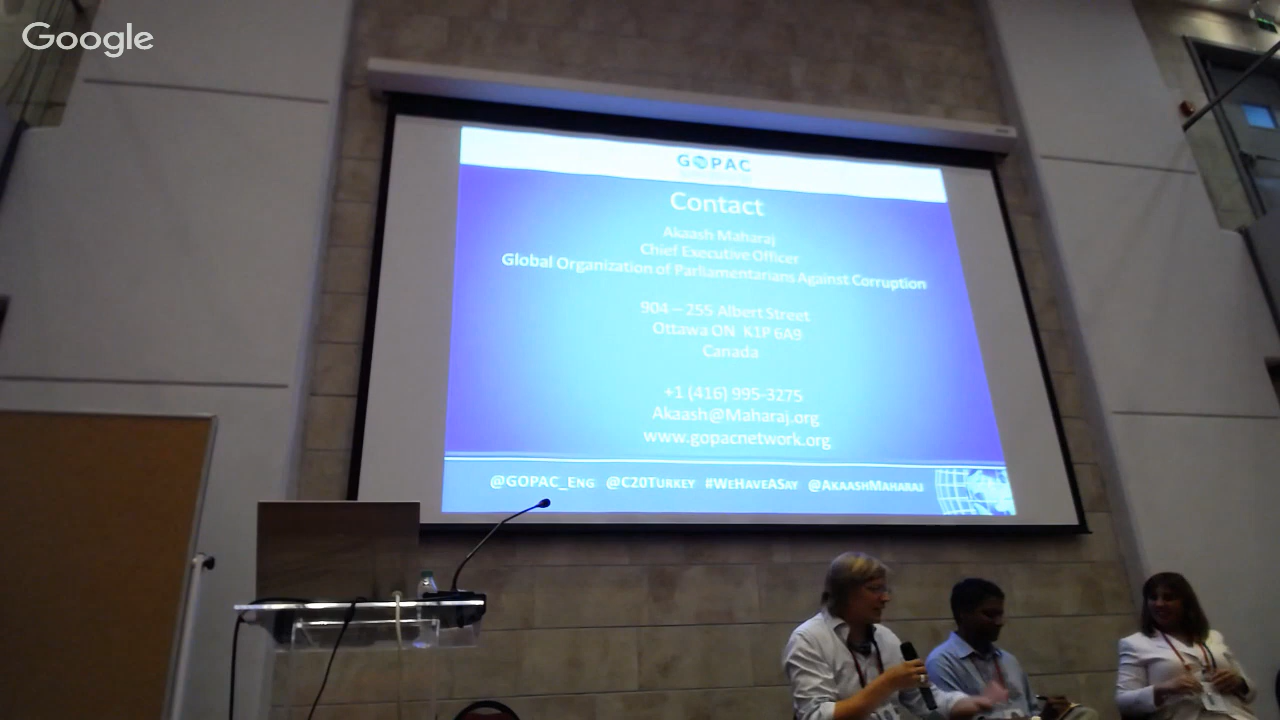 Google
GOPAC
Contact
Akaash Maharaj
Chief Executive Officer
Global Organization of Parliamentarians Against Corruption
904 – 255 Albert Street
Ottawa ON K1P 6A9
Canada
+1 (416) 995-3275
Akaash@Maharaj.org
www.gopacnetwork.org
@GOPAC_Eng @C20Turkey #WeHaveASay @AkaashMaharaj